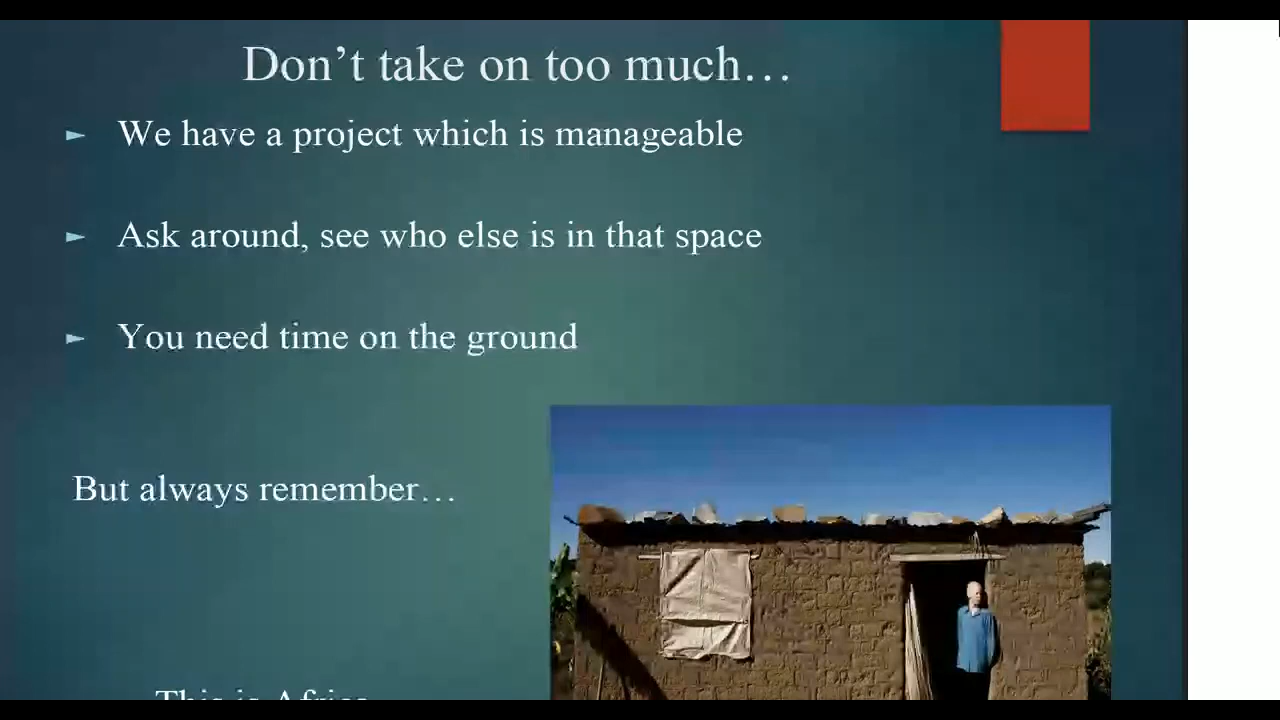 Don't take on too much…
We have a project which is manageable
Ask around, see who else is in that space
You need time on the ground
But always remember…
This is Africa